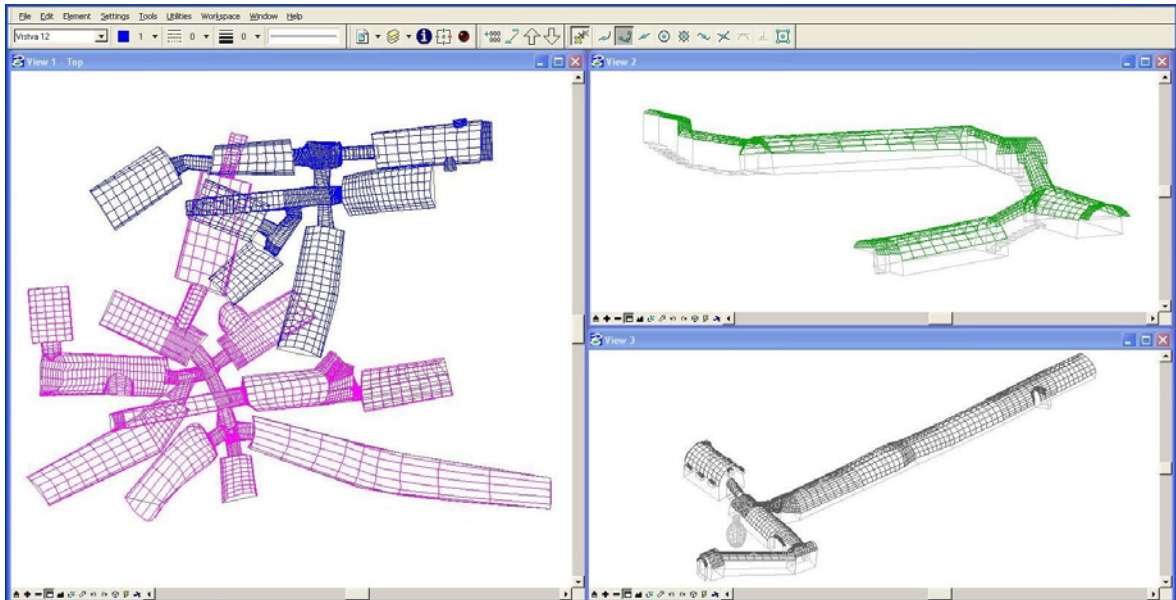 File Edit Element Settings Tools Utilities Workspace Window Help
Vrstva 12 1 0 0
View 1 - Top
View 2
View 3